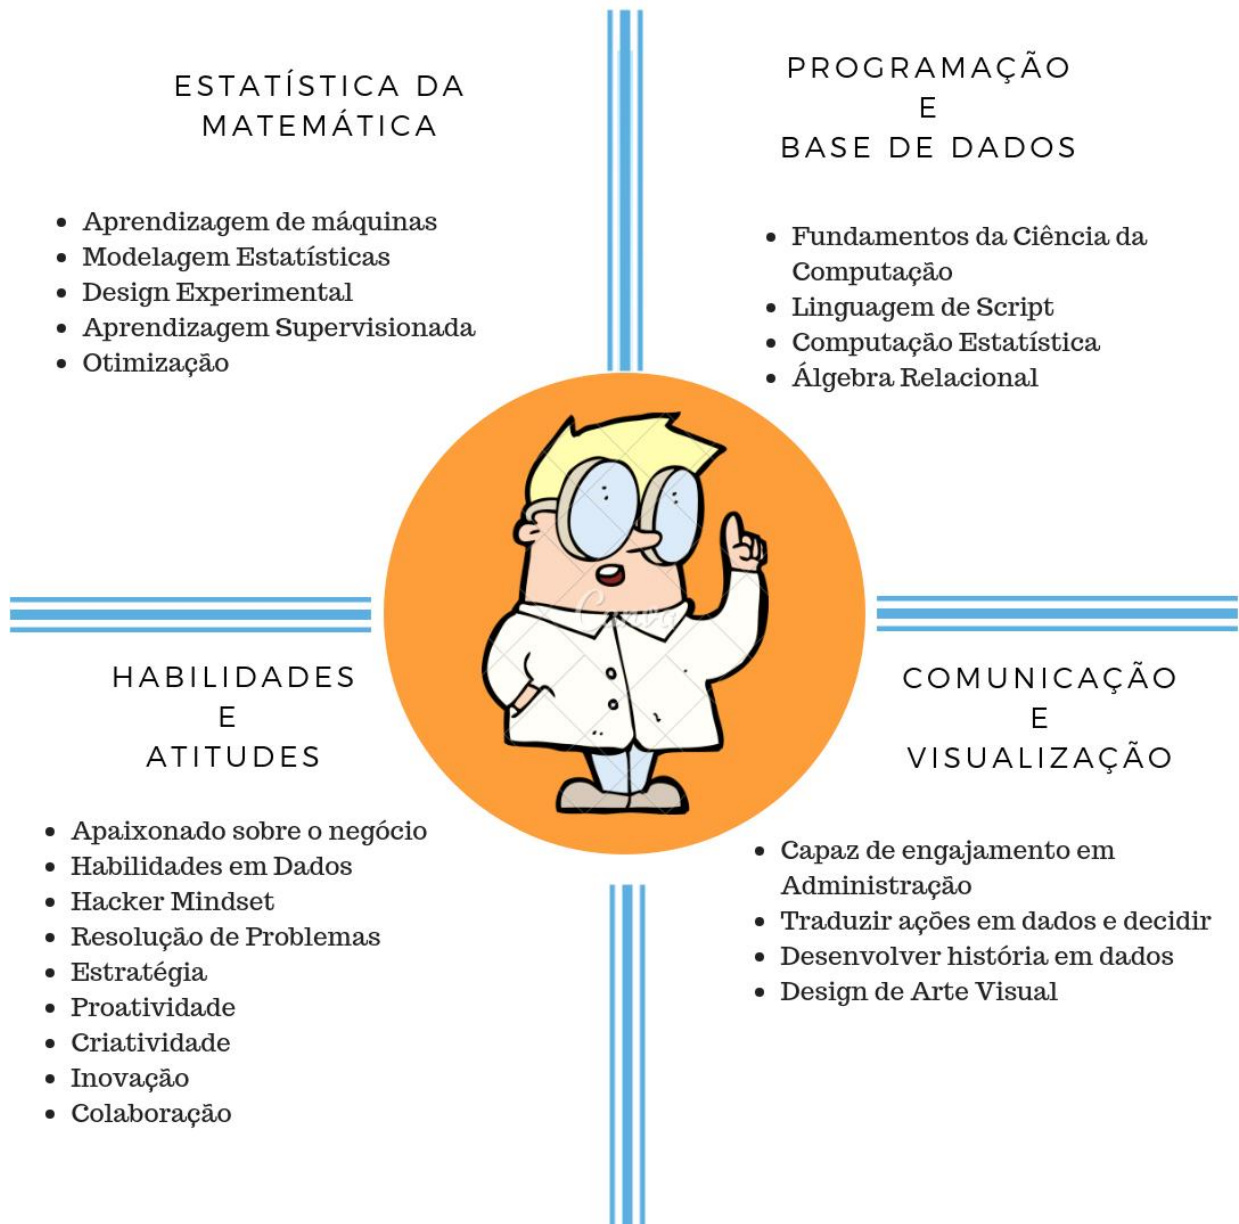 ESTATÍSTICA DA
MATEMÁTICA
• Aprendizagem de máquinas
• Modelagem Estatísticas
• Design Experimental
• Aprendizagem Supervisionada
• Otimização
PROGRAMAÇÃO
E
BASE DE DADOS
• Fundamentos da Ciência da
Computação
• Linguagem de Script
• Computação Estatística
• Álgebra Relacional
Canva
HABILIDADES
E
ATITUDES
• Apaixonado sobre o negócio
• Habilidades em Dados
• Hacker Mindset
• Resolução de Problemas
• Estratégia
• Proatividade
• Criatividade
• Inovação
• Colaboração
COMUNICAÇÃO
E
VISUALIZAÇÃO
• Capaz de engajamento em
Administração
• Traduzir ações em dados e decidir
• Desenvolver história em dados
• Design de Arte Visual